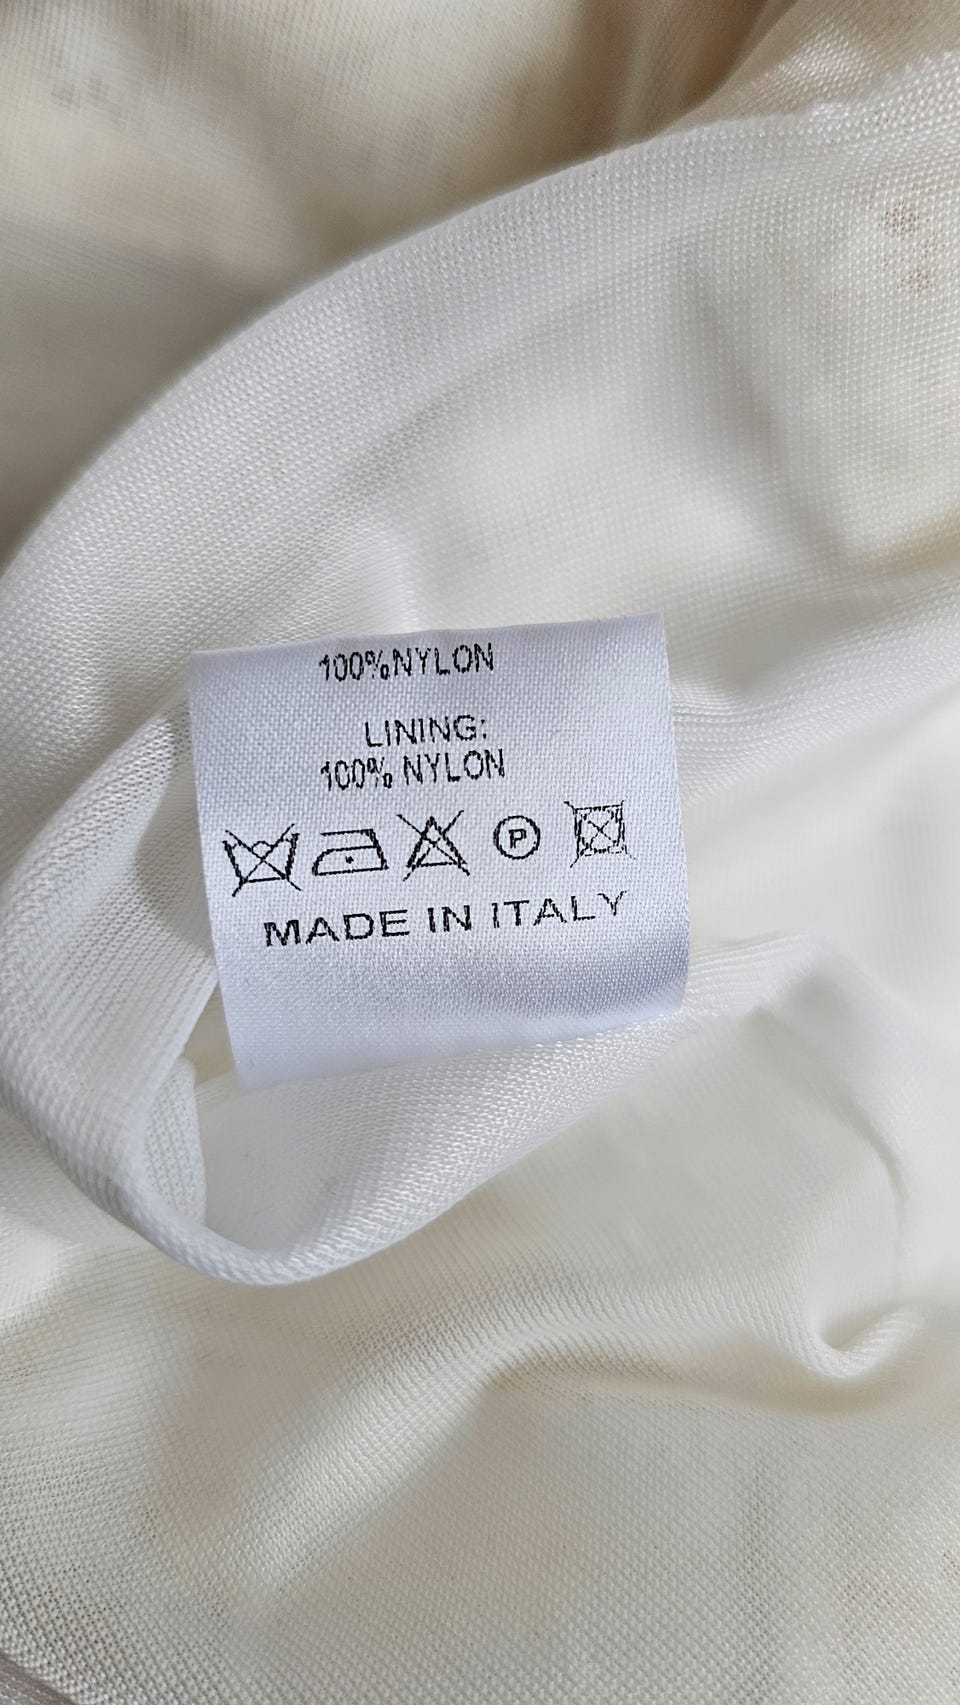 100%NYLON
LINING:
100% NYLON
P
MADE IN ITALY